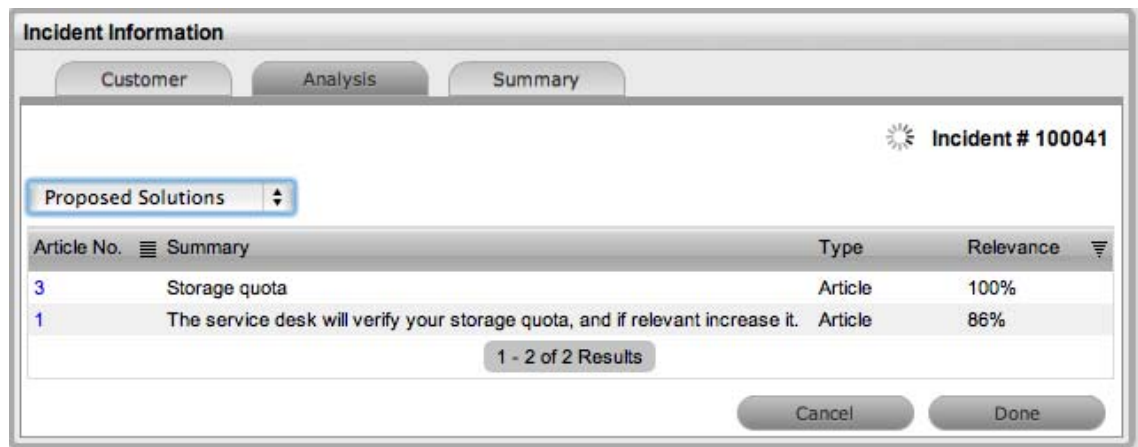 Incident Information
Customer Analysis Summary
Incident # 100041
Proposed Solutions
Article No. Summary Type Relevance
3 Storage quota Article 100%
1 The service desk will verify your storage quota, and if relevant increase it. Article 86%
1 - 2 of 2 Results
Cancel Done